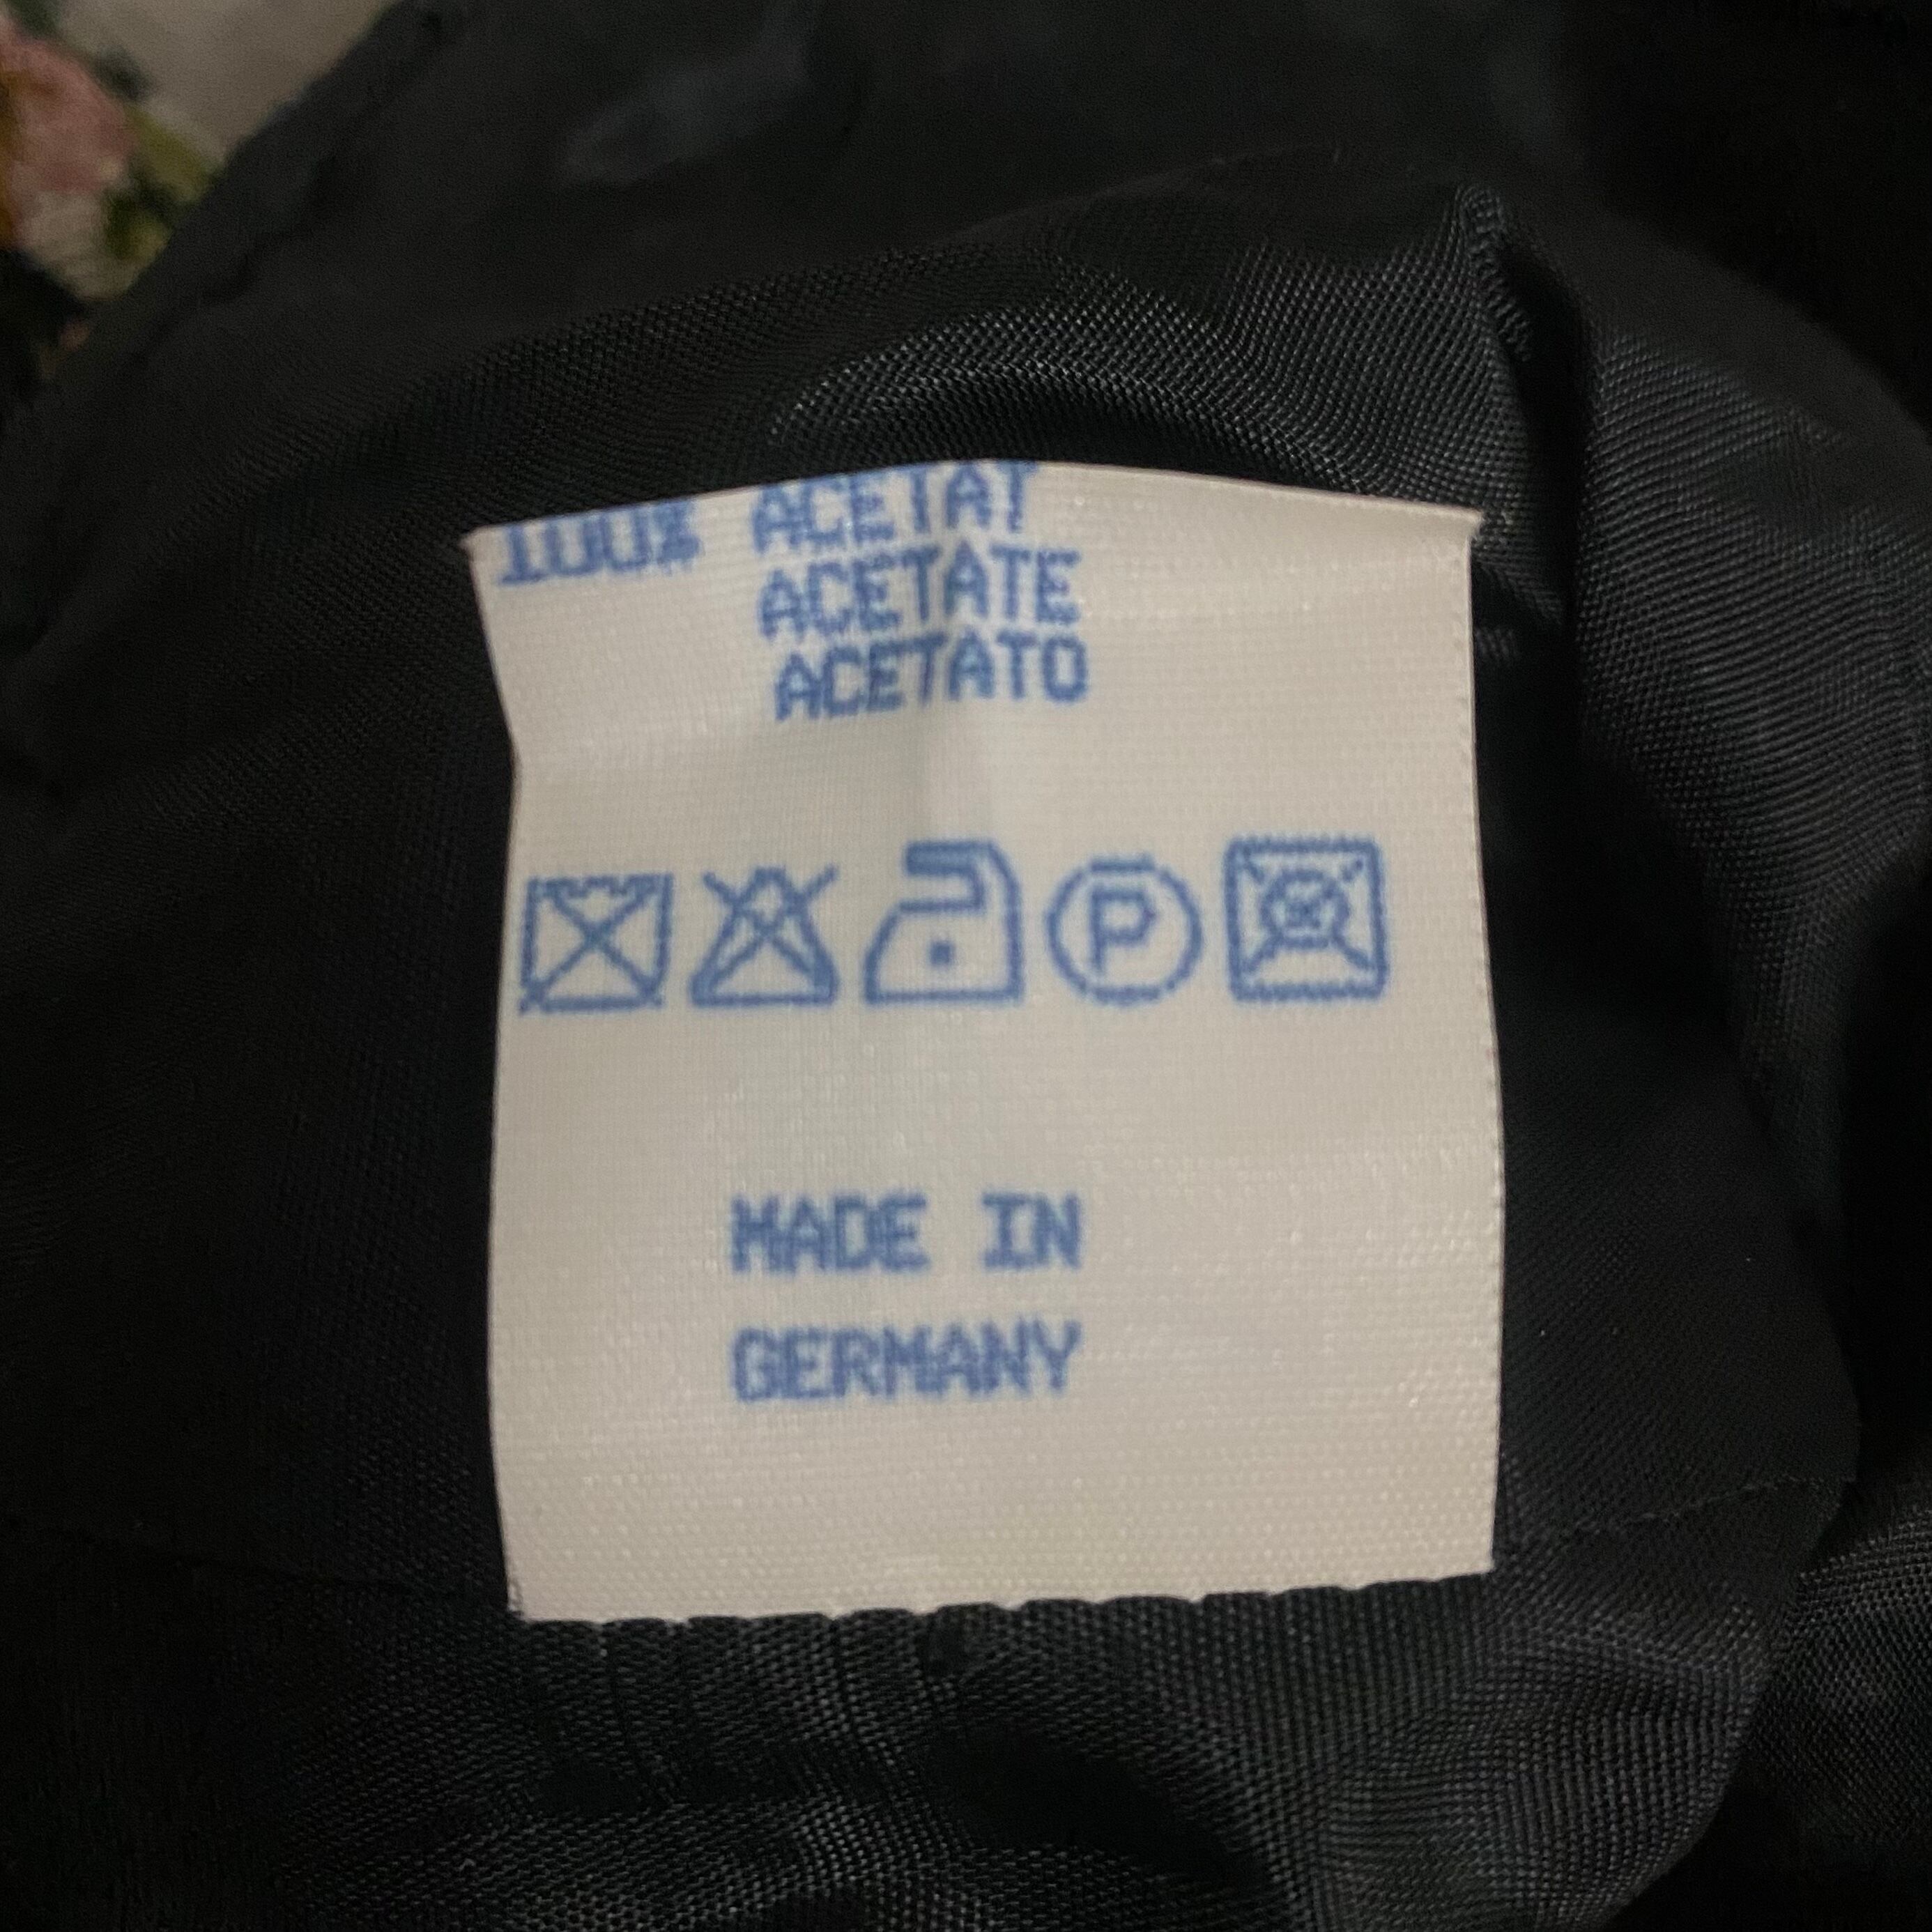 100% ACETAT
ACETATE
ACETATO
P
MADE IN
GERMANY